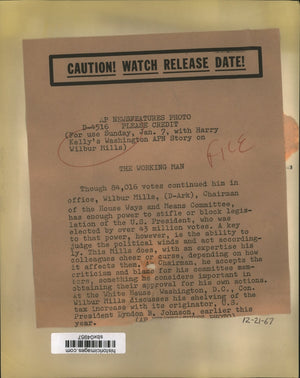 CAUTION! WATCH RELEASE DATE!
AP NEWSFEATURES PHOTO
D-4516 PLEASE CREDIT
(For use Sunday, Jan. 7, with Harry
Kelly's Washington APN Story on
Wilbur Mills)
FILE
THE WORKING MAN
Though 84,016 votes continued him in
office, Wilbur Mills, (D-Ark), Chairman
of the House Ways and Means Committee,
has enough power to stifle or block legis-
lation of the U.S. President, who was
elected by over 43 million votes. A key
to that power, however, is the ability to
judge the political winds and act accord-
ly. This Mills does, with an expertise his
colleagues cheer or curse, depending on how
it affects them. A Chairman, he accepts the
criticism and blame for his committee mem-
bers, something he considers important in
obtaining their approval for his own actions.
At the White House, Washington, D.C., Con.
Wilbur Mills discusses his shelving of the
tax increase with its originator, U.S.
President Lyndon B. Johnson, earlier this
year.
(AP NEWSFEATURES PHOTO)
12-21-67
historicimages.com
sbx04957